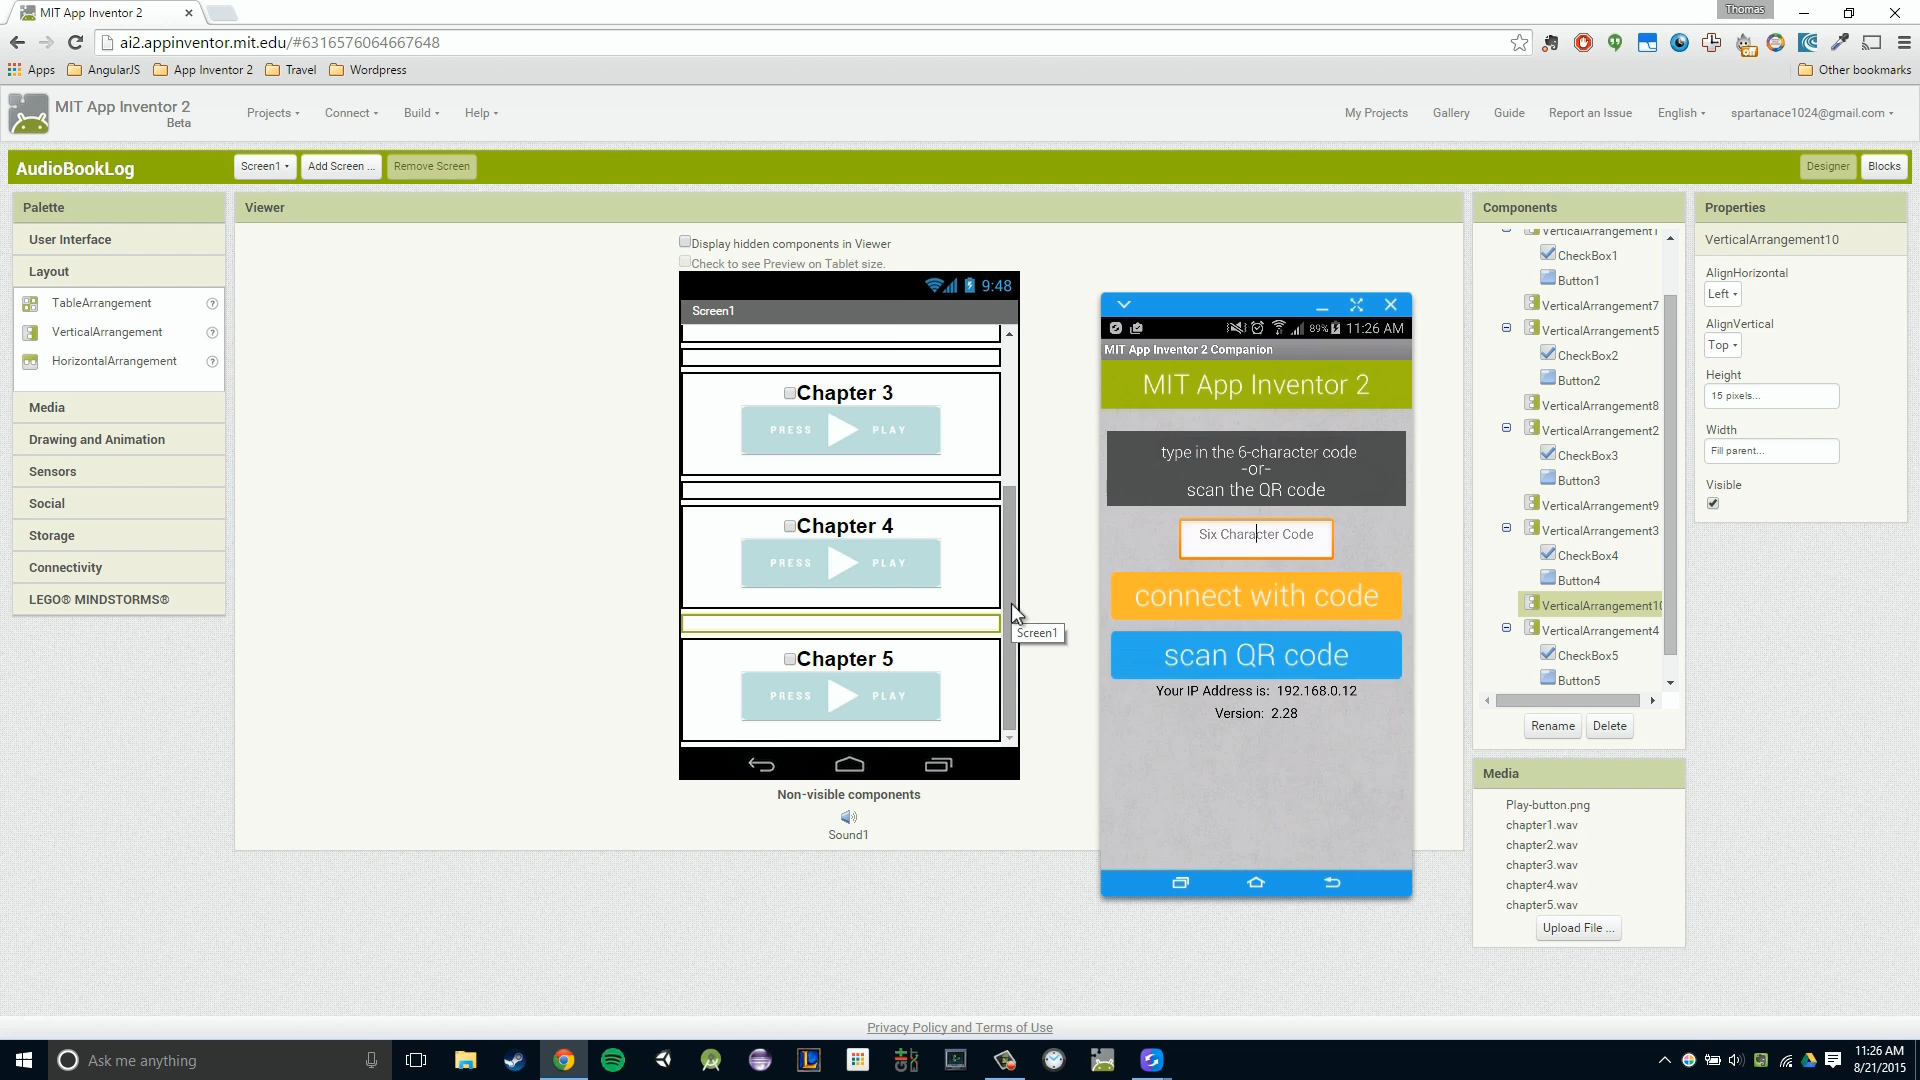 MIT App Inventor 2
Thomas
ai2.appinventor.mit.edu/#6316576064667648
Apps
AngularJS
App Inventor 2
Travel
Wordpress
Other bookmarks
MIT App Inventor 2
Beta
Projects
Connect
Build
Help
My Projects
Gallery
Guide
Report an Issue
English
spartanace1024@gmail.com
AudioBookLog
Screen1
Add Screen ...
Remove Screen
Designer
Blocks
Palette
User Interface
Layout
TableArrangement
VerticalArrangement
HorizontalArrangement
Media
Drawing and Animation
Sensors
Social
Storage
Connectivity
LEGO® MINDSTORMS®
Viewer
Display hidden components in Viewer
Check to see Preview on Tablet size.
9:48
Screen1
Chapter 3
PRESS PLAY
Chapter 4
PRESS PLAY
Chapter 5
PRESS PLAY
Screen1
Non-visible components
Sound1
89% 11:26 AM
MIT App Inventor 2 Companion
MIT App Inventor 2
type in the 6-character code
-or-
scan the QR code
Six Character Code
connect with code
scan QR code
Your IP Address is: 192.168.0.12
Version: 2.28
Components
VerticalArrangement1
CheckBox1
Button1
VerticalArrangement7
VerticalArrangement5
CheckBox2
Button2
VerticalArrangement8
VerticalArrangement2
CheckBox3
Button3
VerticalArrangement9
VerticalArrangement3
CheckBox4
Button4
VerticalArrangement10
VerticalArrangement4
CheckBox5
Button5
Rename
Delete
Media
Play-button.png
chapter1.wav
chapter2.wav
chapter3.wav
chapter4.wav
chapter5.wav
Upload File ...
Properties
VerticalArrangement10
AlignHorizontal
Left
AlignVertical
Top
Height
15 pixels...
Width
Fill parent...
Visible
Privacy Policy and Terms of Use
Ask me anything
11:26 AM
8/21/2015